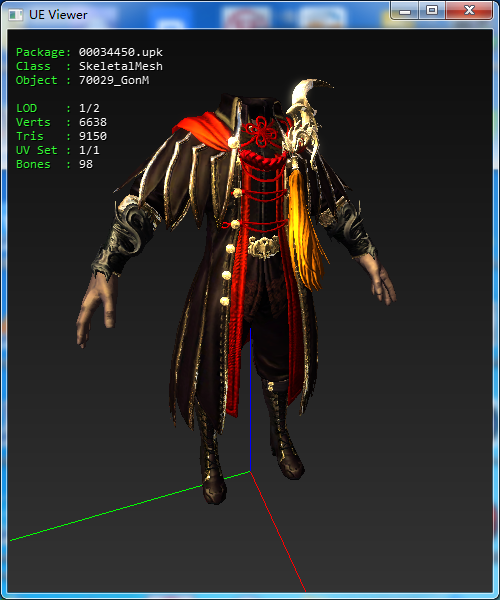 UE Viewer
Package: 00034450.upk
Class : SkeletalMesh
Object : 70029_GonM
LOD : 1/2
Verts : 6638
Tris : 9150
UV Set : 1/1
Bones : 98